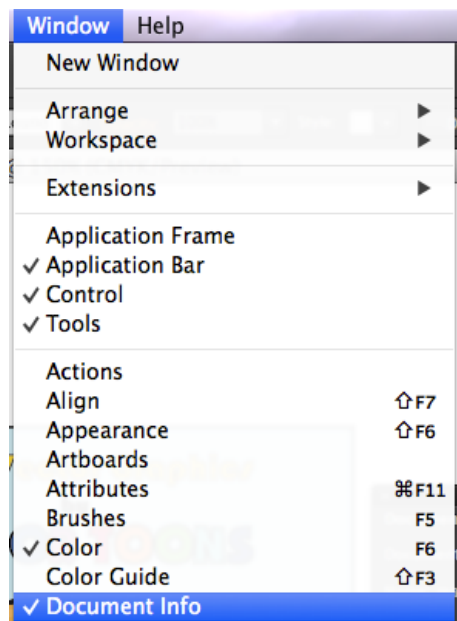 Window Help
New Window
Arrange ▶
Workspace ▶
Extensions ▶
Application Frame
✓ Application Bar
✓ Control
✓ Tools
Actions
Align ⇧F7
Appearance ⇧F6
Artboards
Attributes ⌘F11
Brushes F5
✓ Color F6
Color Guide ⇧F3
✓ Document Info